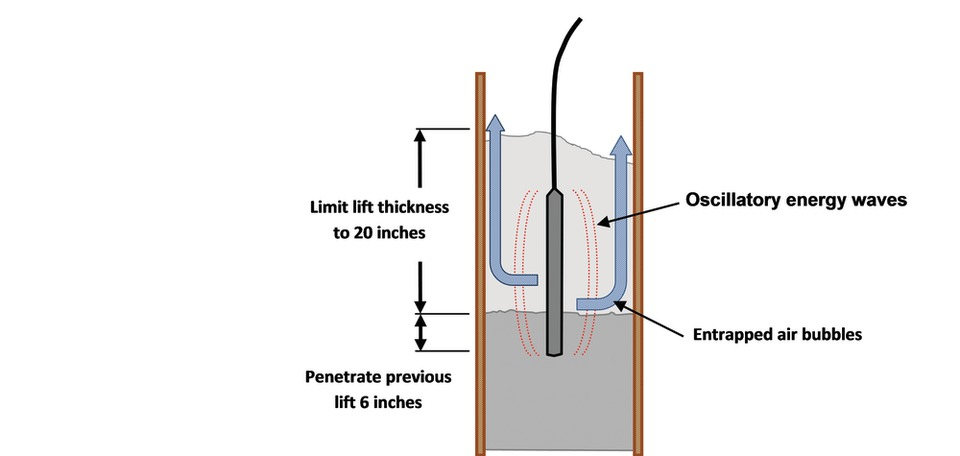 Limit lift thickness
to 20 inches
Oscillatory energy waves
Entrapped air bubbles
Penetrate previous
lift 6 inches